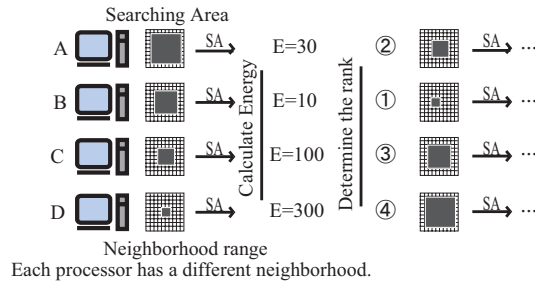 Searching Area
A SA E=30 ② SA ...
B SA E=10 ① SA ...
C SA E=100 ③ SA ...
D SA E=300 ④ SA ...
Calculate Energy
Determine the rank
Neighborhood range
Each processor has a different neighborhood.